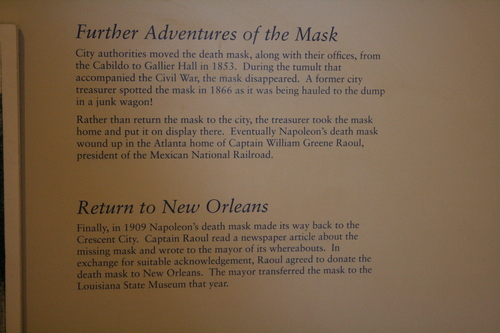 Further Adventures of the Mask
City authorities moved the death mask, along with their offices, from
the Cabildo to Gallier Hall in 1853.  During the tumult that
accompanied the Civil War, the mask disappeared.  A former city
treasurer spotted the mask in 1866 as it was being hauled to the dump
in a junk wagon!
Rather than return the mask to the city, the treasurer took the mask
home and put it on display there.  Eventually Napoleon's death mask
wound up in the Atlanta home of Captain William Greene Raoul,
president of the Mexican National Railroad.
Return to New Orleans
Finally, in 1909 Napoleon's death mask made its way back to the
Crescent City.  Captain Raoul read a newspaper article about the
missing mask and wrote to the mayor of its whereabouts.  In
exchange for suitable acknowledgement, Raoul agreed to donate the
death mask to New Orleans.  The mayor transferred the mask to the
Louisiana State Museum that year.